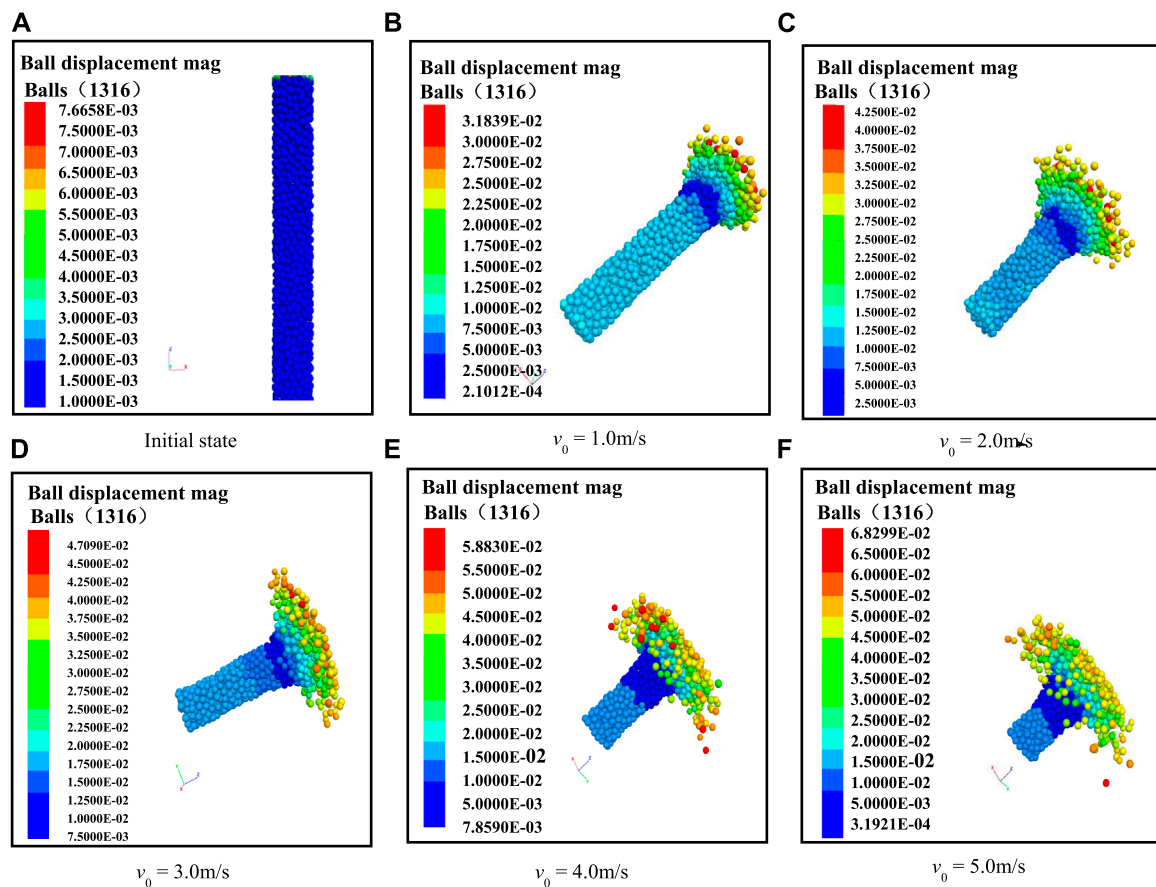 A
Ball displacement mag
Balls（1316）
7.6658E-03
7.5000E-03
7.0000E-03
6.5000E-03
6.0000E-03
5.5000E-03
5.0000E-03
4.5000E-03
4.0000E-03
3.5000E-03
3.0000E-03
2.5000E-03
2.0000E-03
1.5000E-03
1.0000E-03
Initial state
B
Ball displacement mag
Balls（1316）
3.1839E-02
3.0000E-02
2.7500E-02
2.5000E-02
2.2500E-02
2.0000E-02
1.7500E-02
1.5000E-02
1.2500E-02
1.0000E-02
7.5000E-03
5.0000E-03
2.5000E-03
2.1012E-04
v0 = 1.0m/s
C
Ball displacement mag
Balls（1316）
4.2500E-02
4.0000E-02
3.7500E-02
3.5000E-02
3.2500E-02
3.0000E-02
2.7500E-02
2.5000E-02
2.2500E-02
2.0000E-02
1.7500E-02
1.5000E-02
1.2500E-02
1.0000E-02
7.5000E-03
5.0000E-03
2.5000E-03
v0 = 2.0m/s
D
Ball displacement mag
Balls（1316）
4.7090E-02
4.5000E-02
4.2500E-02
4.0000E-02
3.7500E-02
3.5000E-02
3.2500E-02
3.0000E-02
2.7500E-02
2.5000E-02
2.2500E-02
2.0000E-02
1.7500E-02
1.5000E-02
1.2500E-02
1.0000E-02
7.5000E-03
v0 = 3.0m/s
E
Ball displacement mag
Balls（1316）
5.8830E-02
5.5000E-02
5.0000E-02
4.5000E-02
4.0000E-02
3.5000E-02
3.0000E-02
2.5000E-02
2.0000E-02
1.5000E-02
1.0000E-02
5.0000E-03
7.8590E-03
v0 = 4.0m/s
F
Ball displacement mag
Balls（1316）
6.8299E-02
6.5000E-02
6.0000E-02
5.5000E-02
5.0000E-02
4.5000E-02
4.0000E-02
3.5000E-02
3.0000E-02
2.5000E-02
2.0000E-02
1.5000E-02
1.0000E-02
5.0000E-03
3.1921E-04
v0 = 5.0m/s